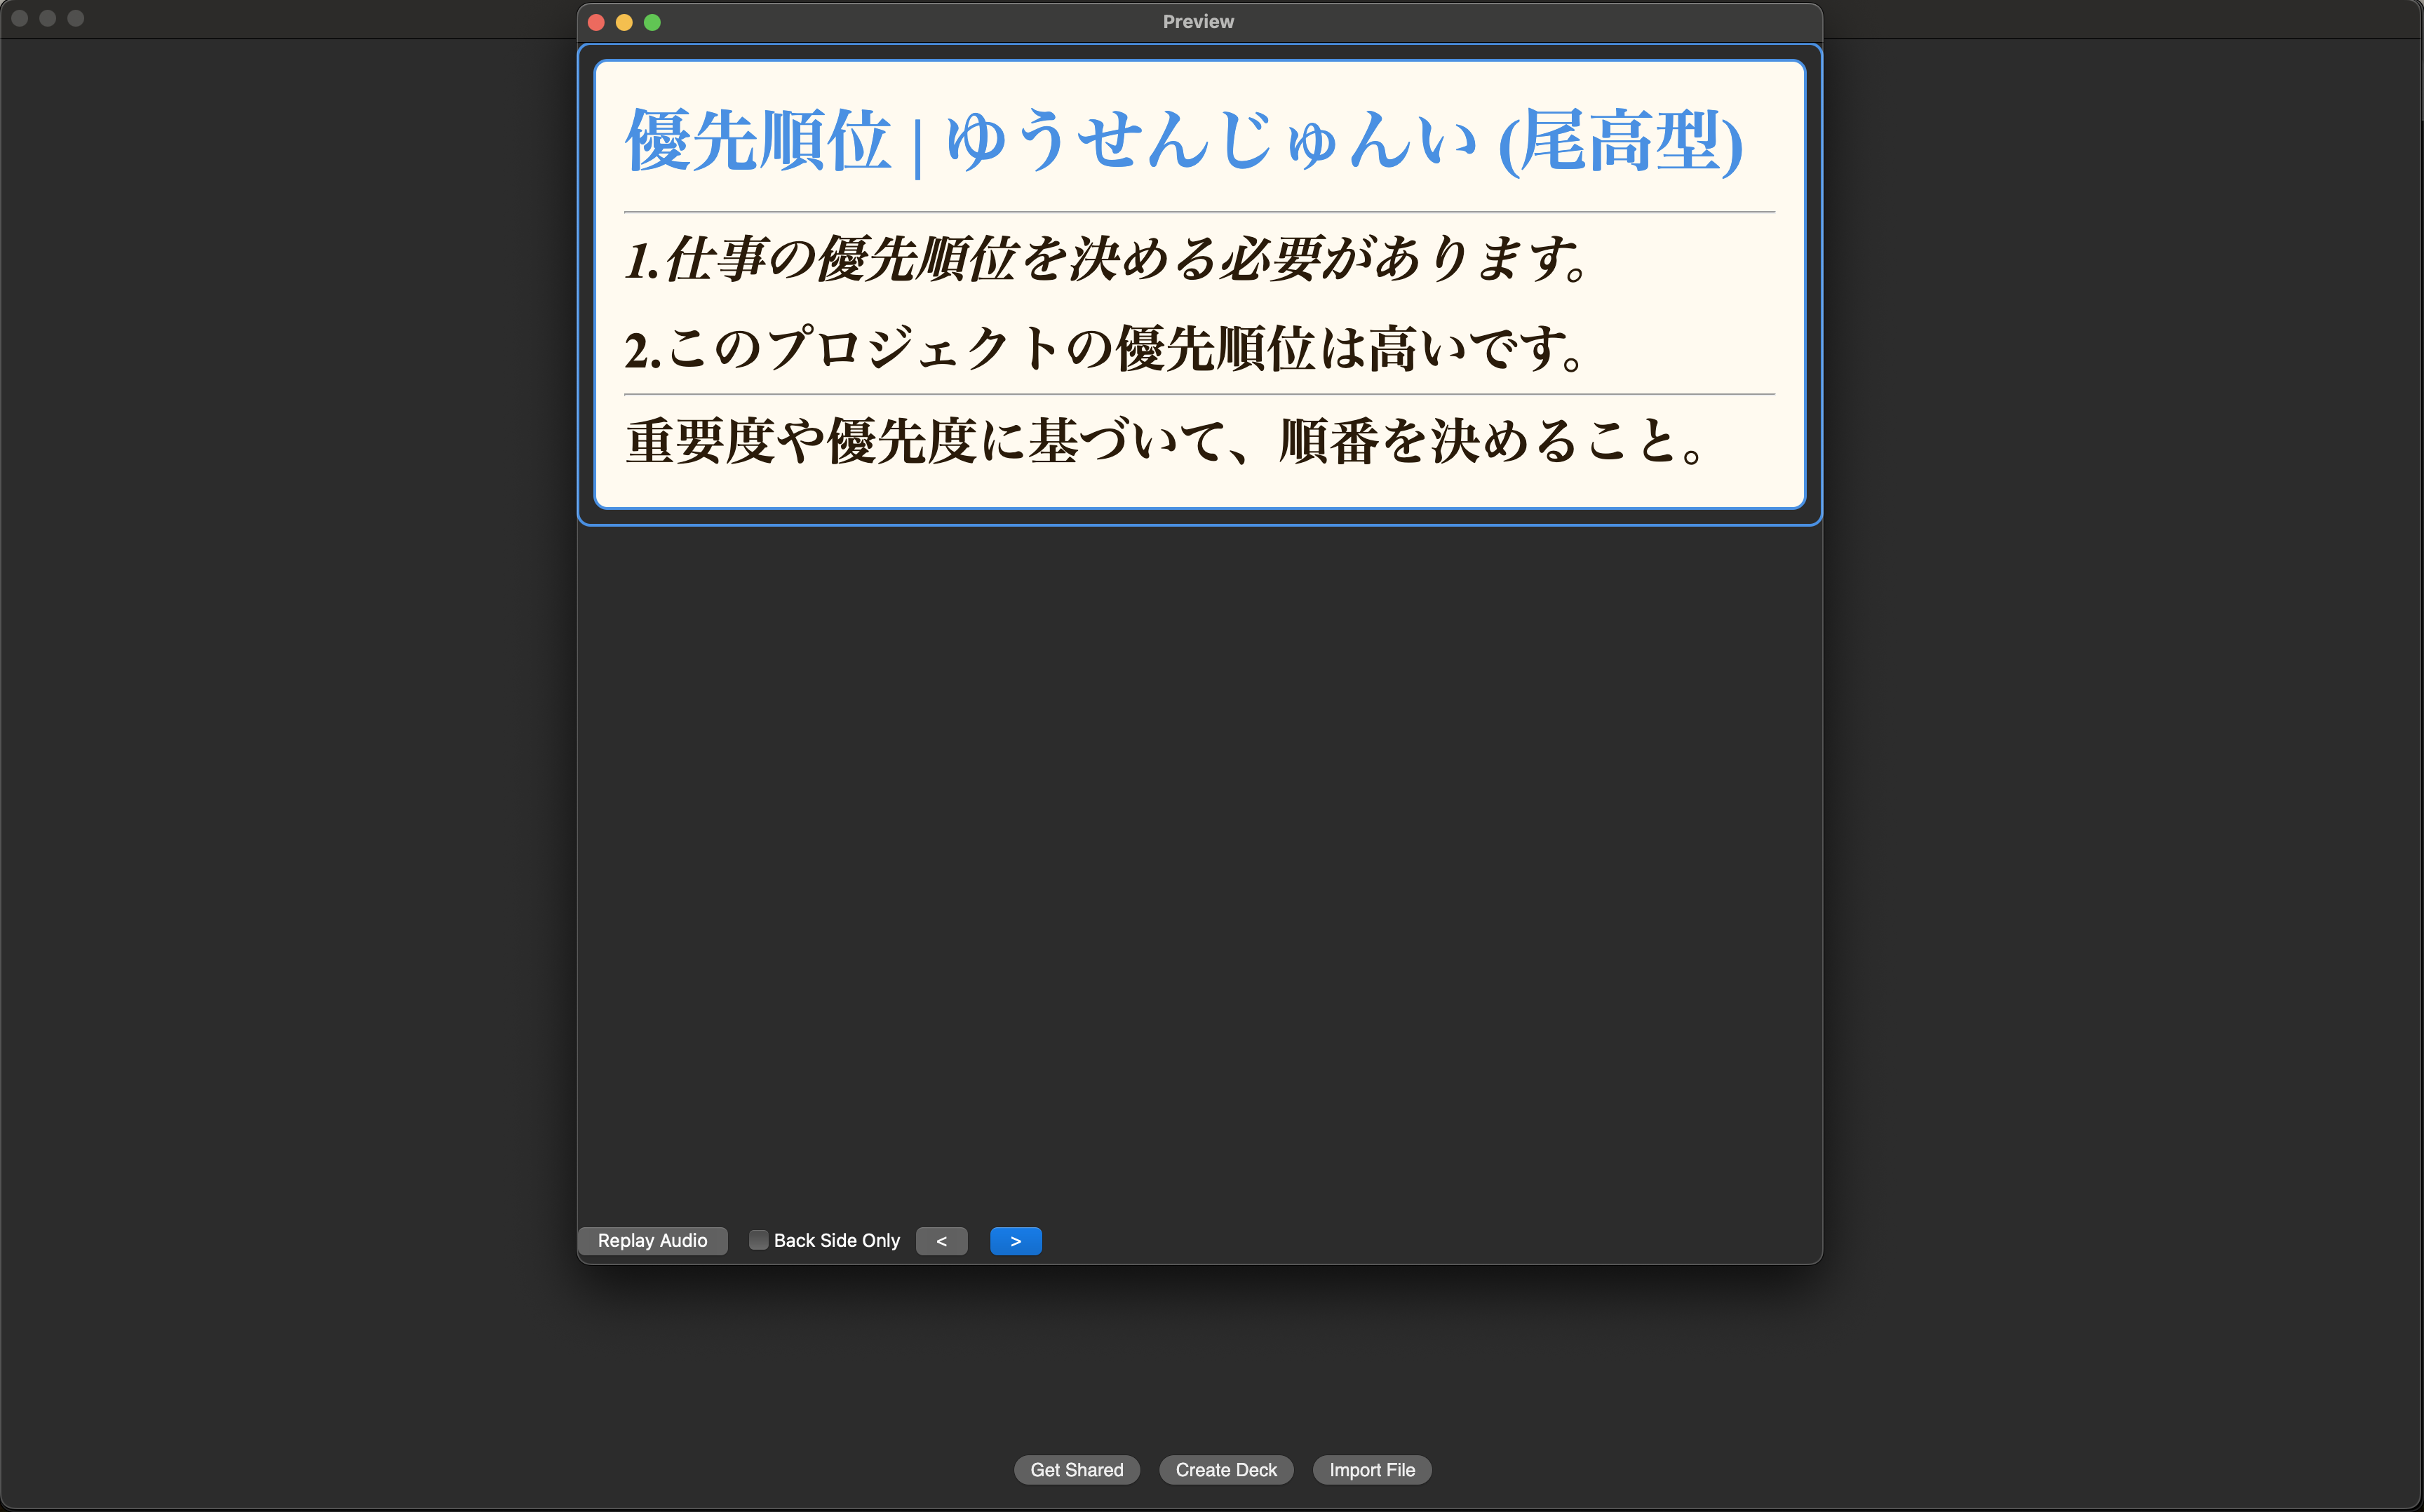 Preview
優先順位 | ゆうせんじゅんい (尾高型)
1.仕事の優先順位を決める必要があります。
2.このプロジェクトの優先順位は高いです。
重要度や優先度に基づいて、順番を決めること。
Replay Audio Back Side Only < >
Get Shared Create Deck Import File